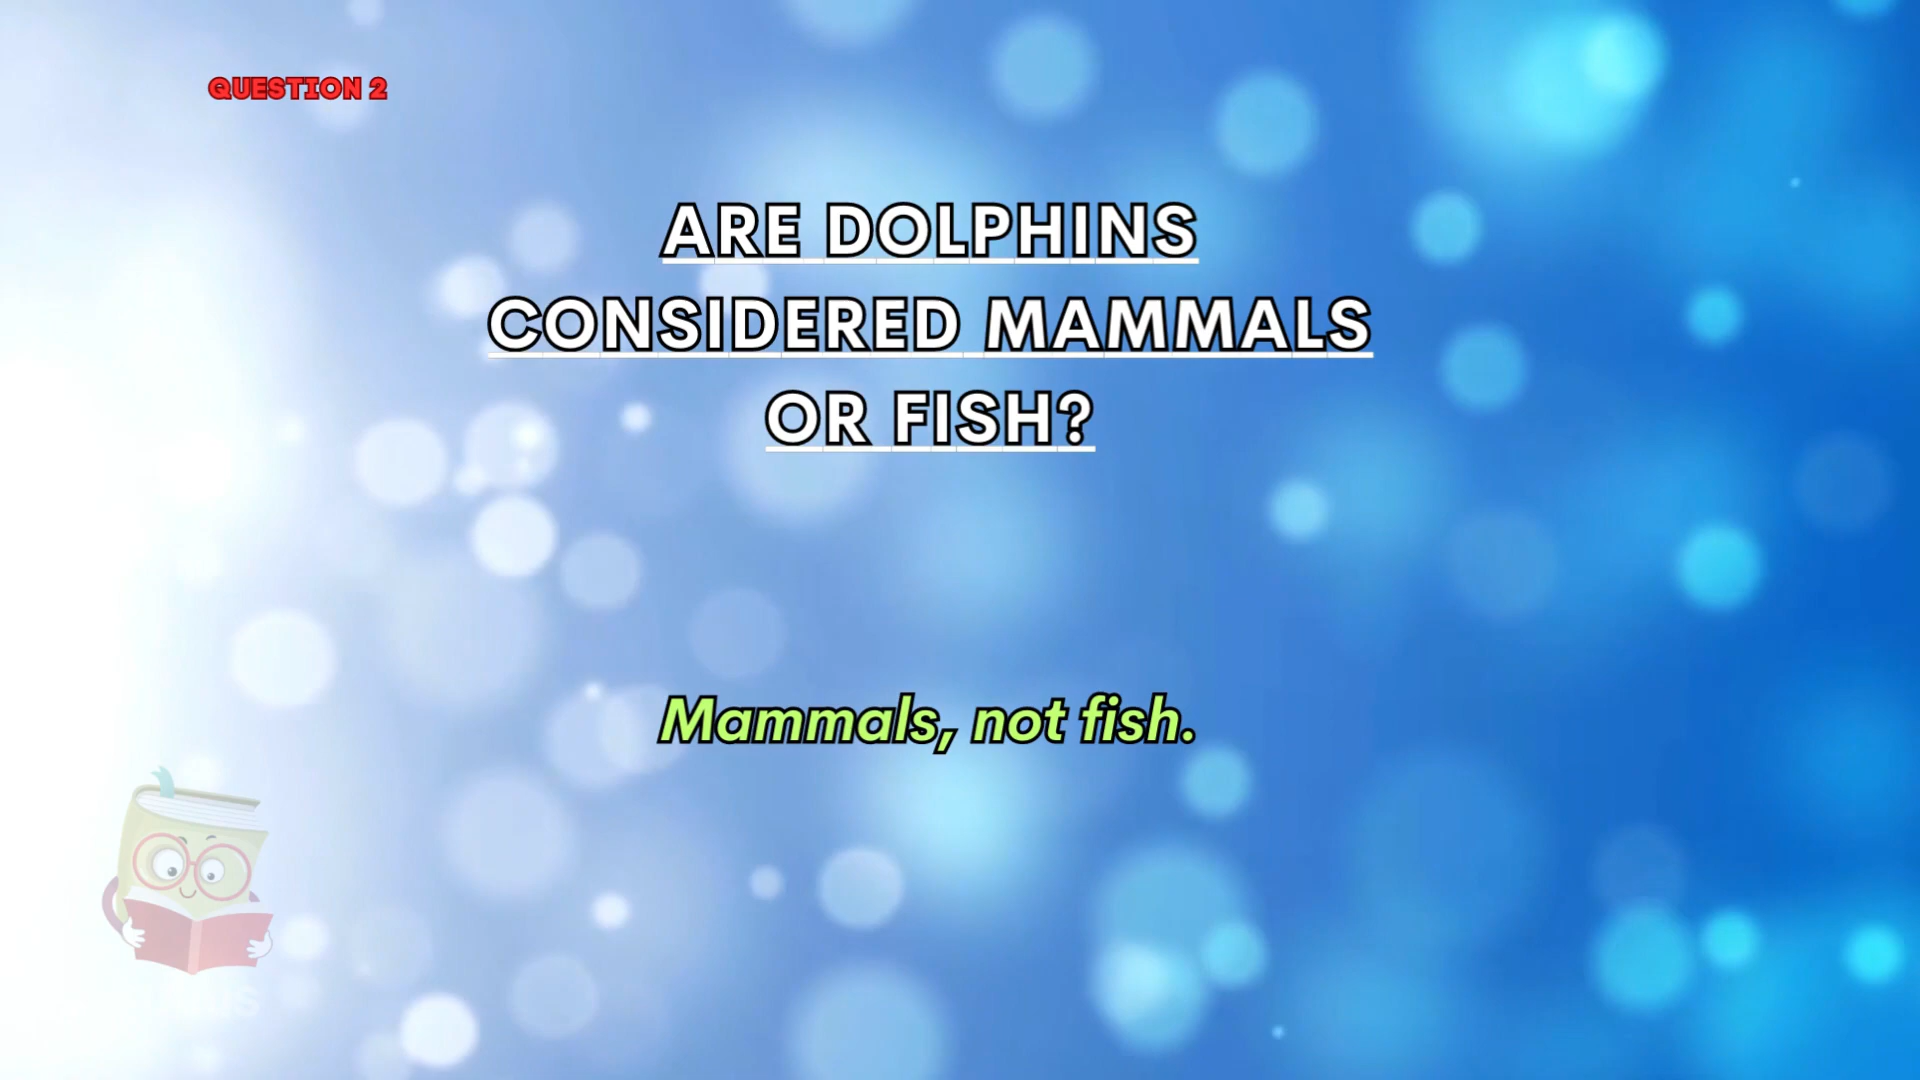 QUESTION 2
ARE DOLPHINS
CONSIDERED MAMMALS
OR FISH?
Mammals, not fish.